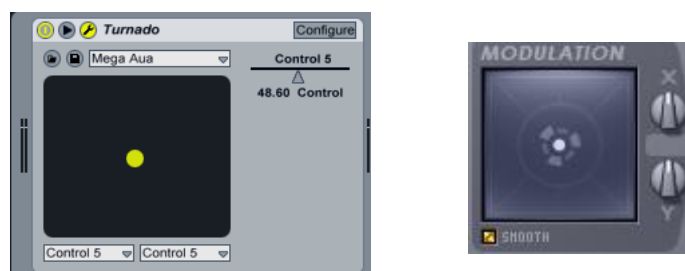 Turnado
Configure
Mega Aua
Control 5
48.60 Control
Control 5
Control 5
MODULATION
X
Y
SMOOTH